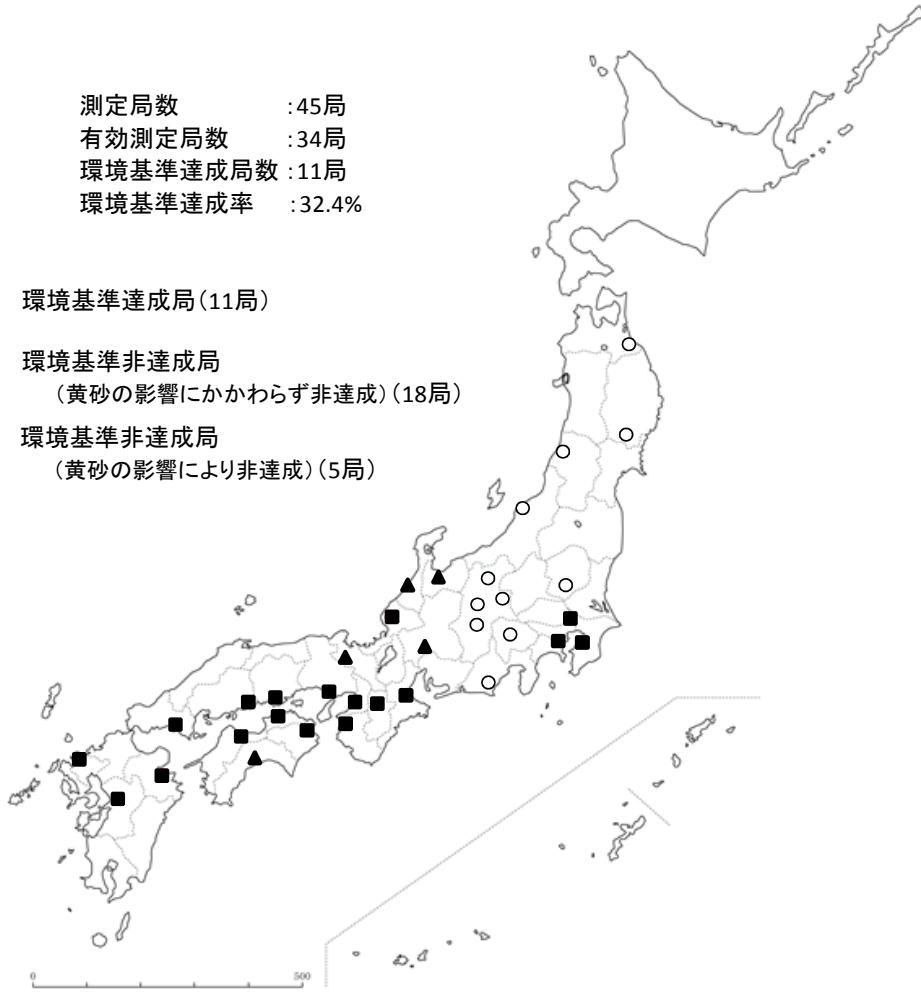 測定局数 :45局
有効測定局数 :34局
環境基準達成局数 :11局
環境基準達成率 :32.4%
環境基準達成局(11局)
環境基準非達成局
(黄砂の影響にかかわらず非達成)(18局)
環境基準非達成局
(黄砂の影響により非達成)(5局)
0 500